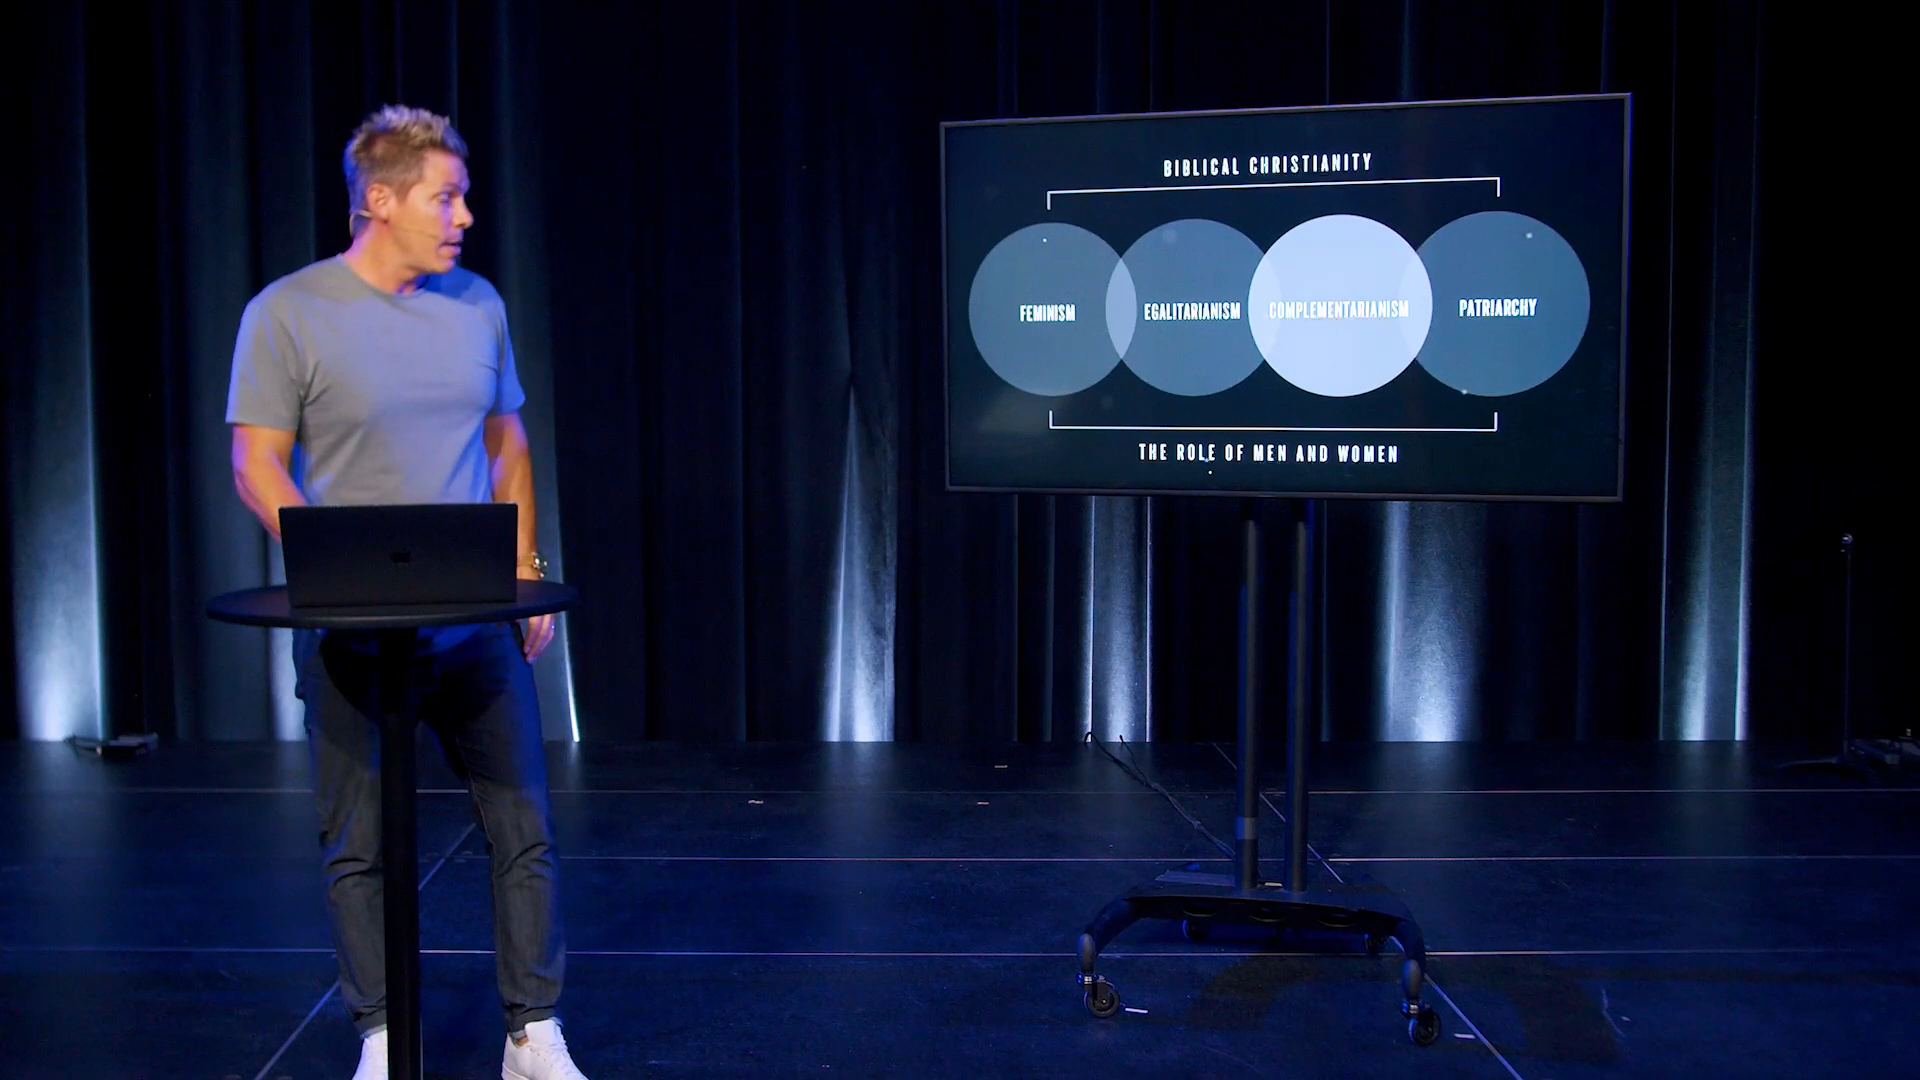 BIBLICAL CHRISTIANITY
FEMINISM
EGALITARIANISM
COMPLEMENTARIANISM
PATRIARCHY
THE ROLE OF MEN AND WOMEN